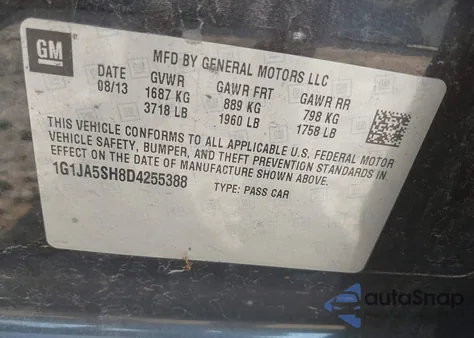 GM
MFD BY GENERAL MOTORS LLC
DATE GVWR GAWR FRT GAWR RR
08/13 1687 KG 889 KG 798 KG
3718 LB 1960 LB 1758 LB
THIS VEHICLE CONFORMS TO ALL APPLICABLE U.S. FEDERAL MOTOR
VEHICLE SAFETY, BUMPER, AND THEFT PREVENTION STANDARDS IN
EFFECT ON THE DATE OF MANUFACTURE SHOWN ABOVE.
1G1JA5SH8D4255388 TYPE: PASS CAR
autoSnap